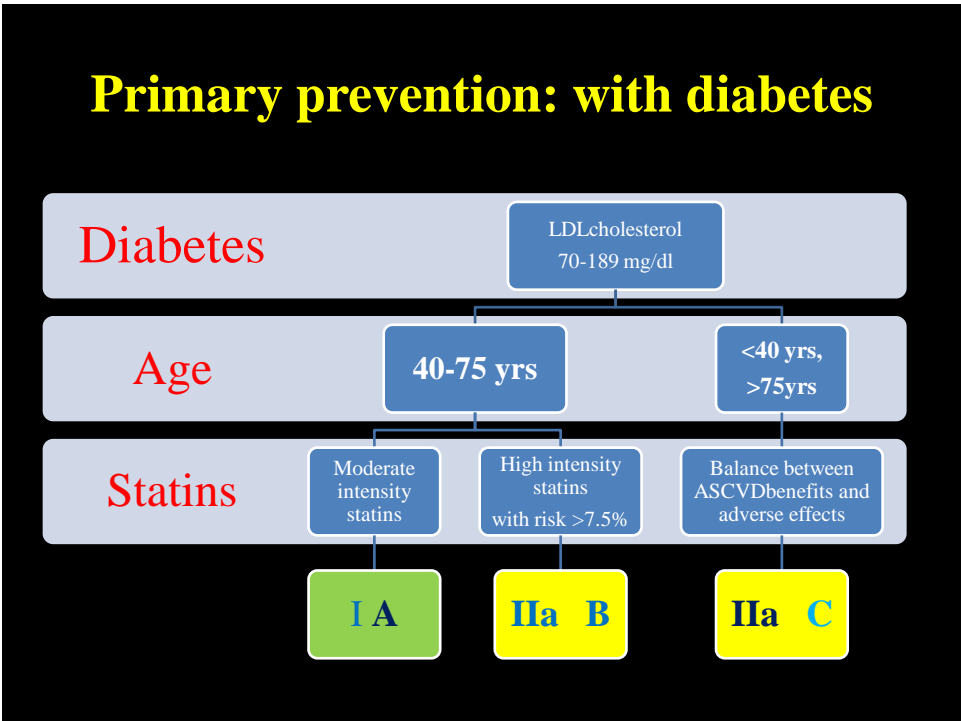 Primary prevention: with diabetes
Diabetes
LDLcholesterol
70-189 mg/dl
Age
40-75 yrs
<40 yrs,
>75yrs
Statins
Moderate
intensity
statins
High intensity
statins
with risk >7.5%
Balance between
ASCVDbenefits and
adverse effects
I A
IIa B
IIa C